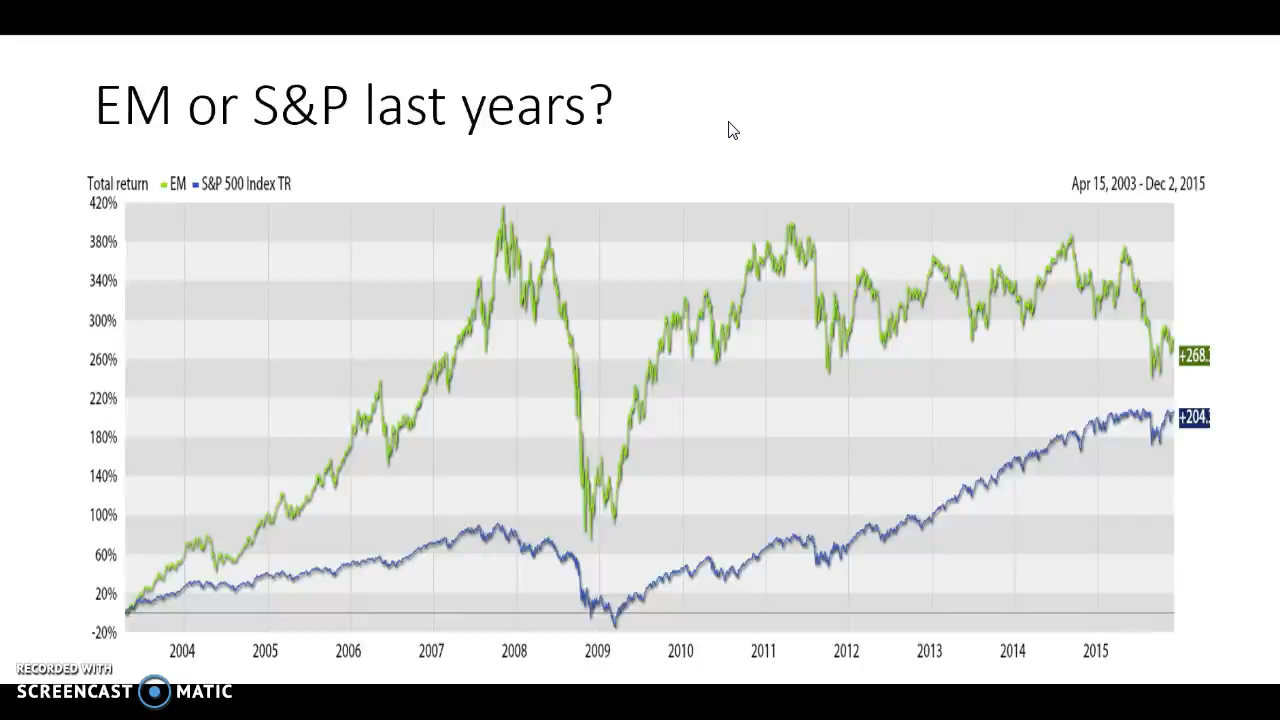 EM or S&P last years?
Total return EM S&P 500 Index TR
Apr 15, 2003 - Dec 2, 2015
420%
380%
340%
300%
260%
220%
180%
140%
100%
60%
20%
-20%
+268.
+204.
2004 2005 2006 2007 2008 2009 2010 2011 2012 2013 2014 2015
RECORDED WITH
SCREENCAST MATIC